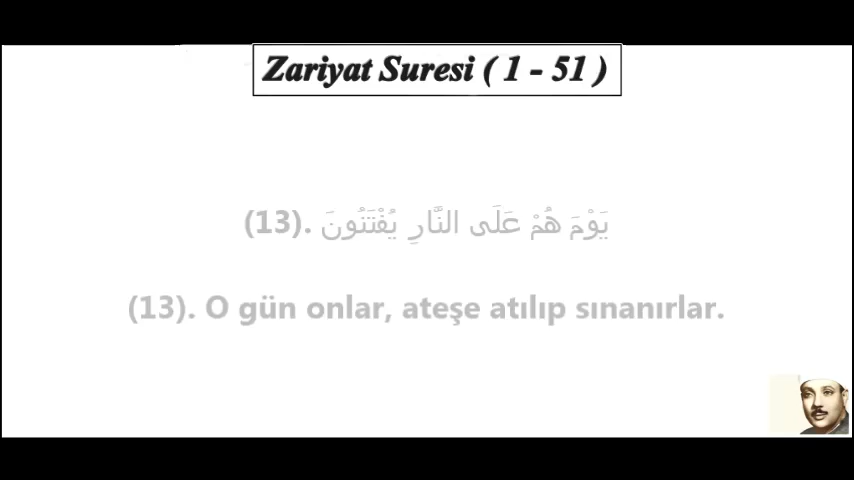 Zariyat Suresi ( 1 - 51 )
(13). يَوْمَ هُمْ عَلَى النَّارِ يُفْتَنُونَ
(13). O gün onlar, ateşe atılıp sınanırlar.